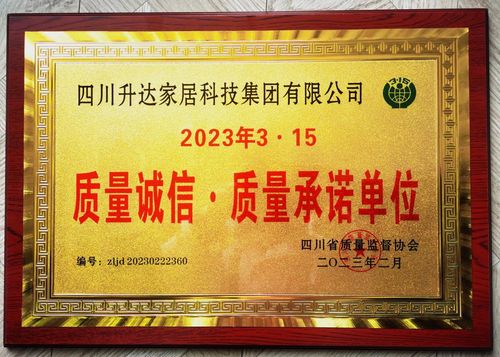 四川升达家居科技集团有限公司
3·15
2023年3·15
质量诚信·质量承诺单位
四川省质量监督协会
编号：zljd 20230222360
二〇二三年二月